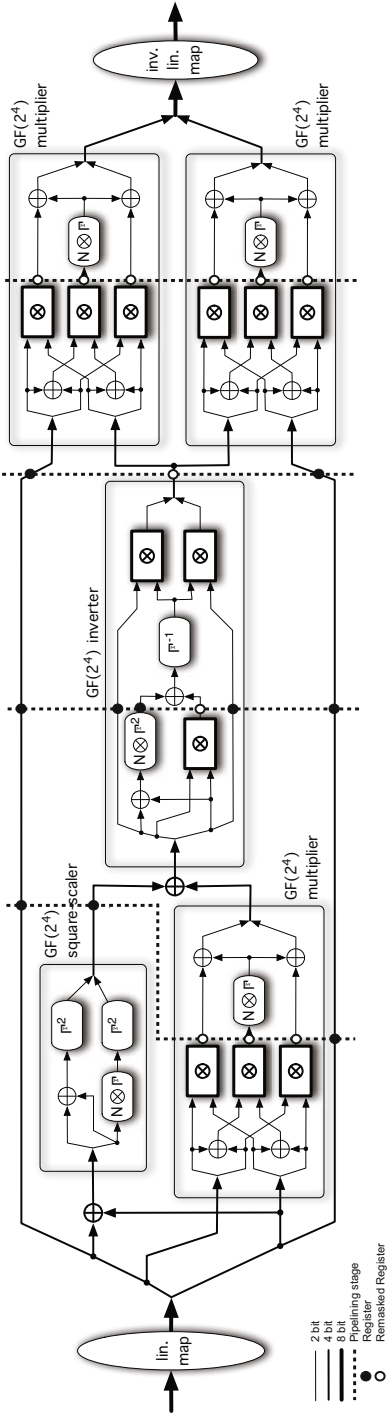 lin.
map
2 bit
4 bit
8 bit
Pipelining stage
Register
Remasked Register
GF(2⁴)
square-scaler
N⊗Γ
Γ²
Γ²
GF(2⁴)
multiplier
N⊗Γ
GF(2⁴) inverter
N⊗Γ²
Γ⁻¹
GF(2⁴)
multiplier
N⊗Γ
GF(2⁴)
multiplier
N⊗Γ
inv.
lin.
map